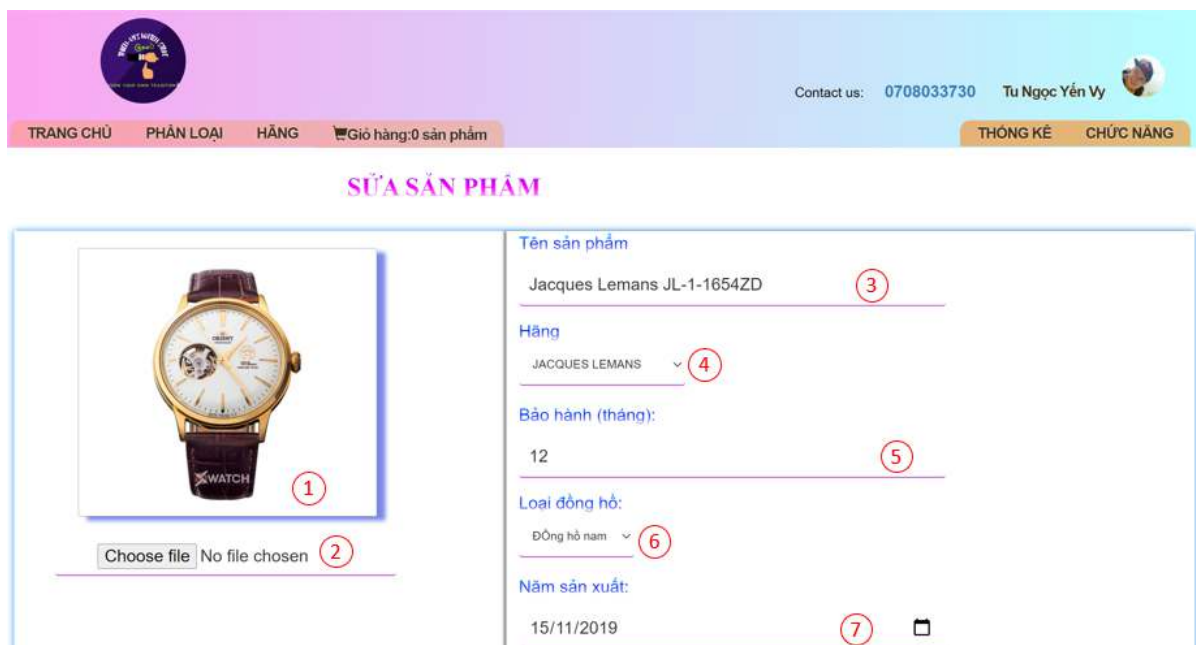 Contact us: 0708033730 Tu Ngọc Yến Vy
TRANG CHỦ PHÂN LOẠI HÃNG Giỏ hàng:0 sản phẩm THỐNG KÊ CHỨC NĂNG
SỬA SẢN PHẨM
Tên sản phẩm
Jacques Lemans JL-1-1654ZD 3
Hãng
JACQUES LEMANS 4
Bảo hành (tháng):
12 5
ORIENT
WATCH 1
Loại đồng hồ:
ĐỒng hồ nam 6
Choose file No file chosen 2
Năm sản xuất:
15/11/2019 7